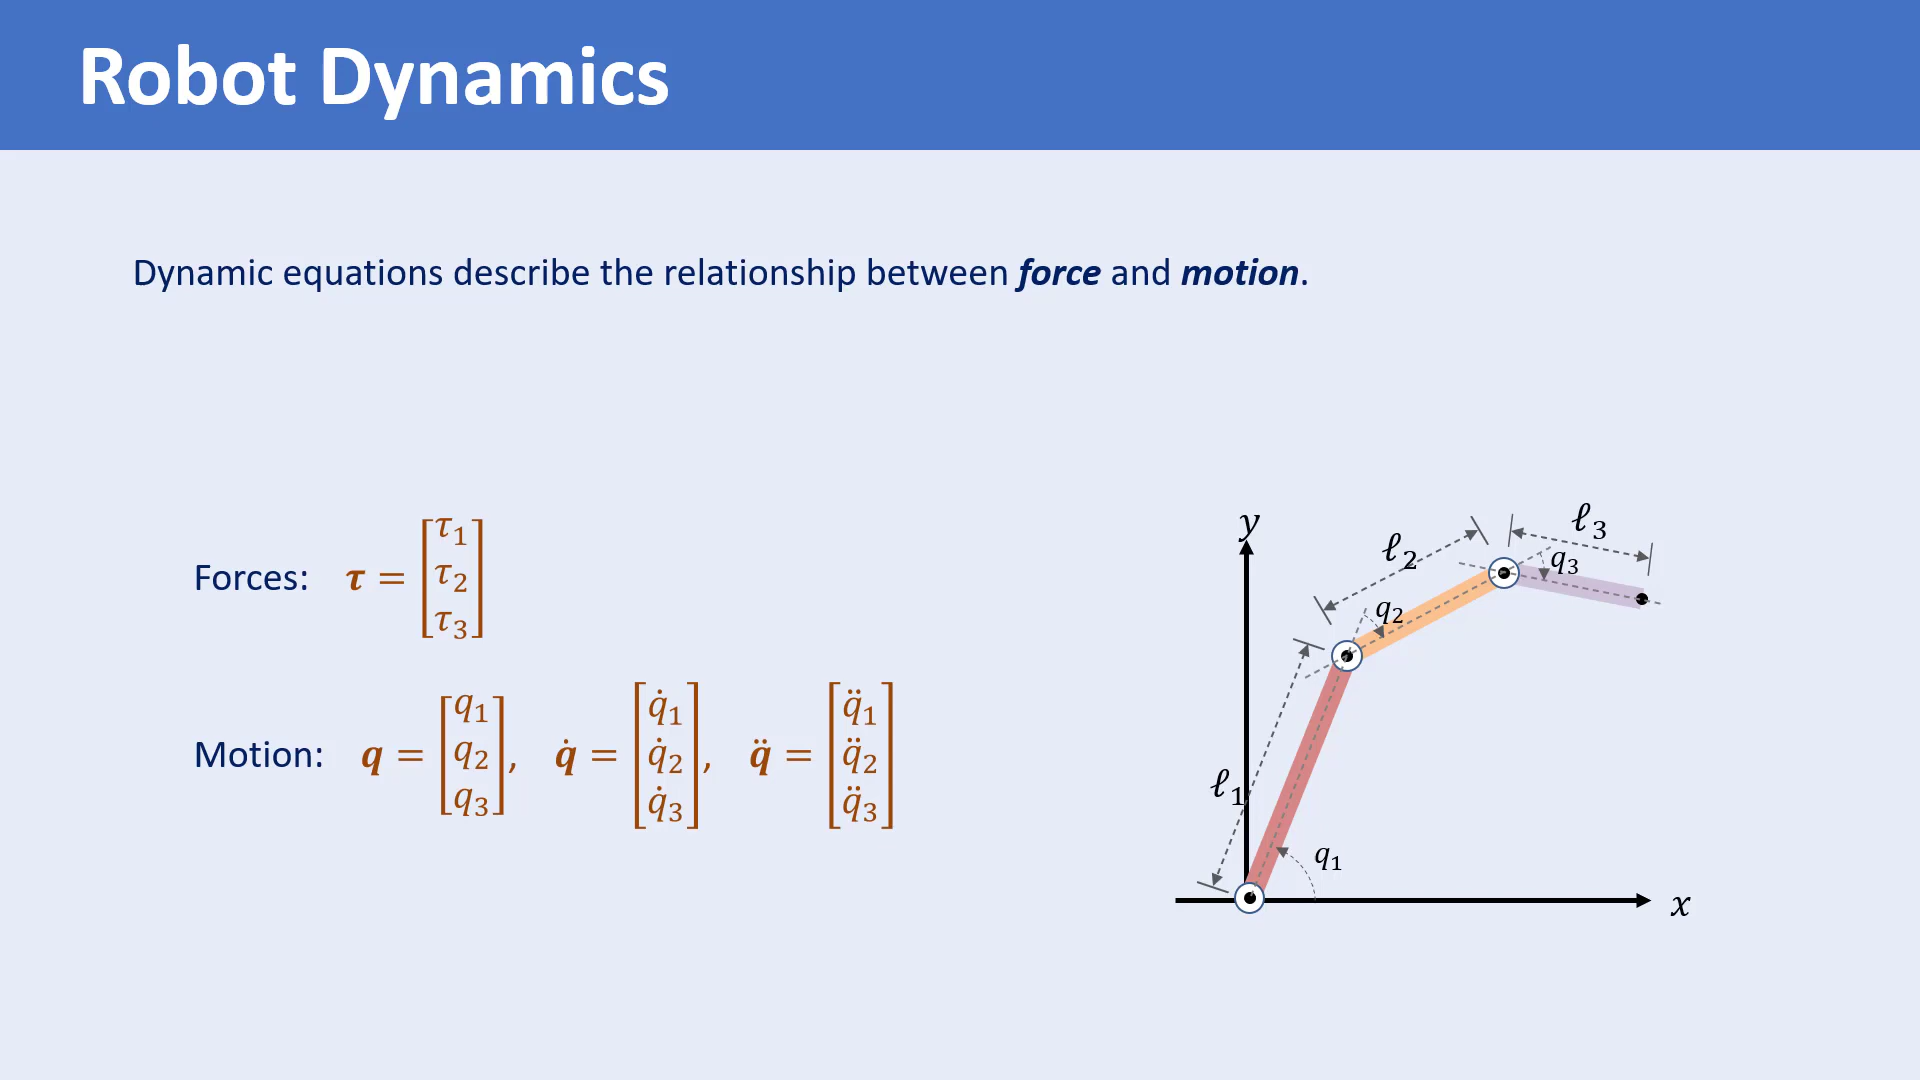 Robot Dynamics
Dynamic equations describe the relationship between force and motion.
Forces: τ = [τ₁ τ₂ τ₃]
Motion: q = [q₁ q₂ q₃], q̇ = [q̇₁ q̇₂ q̇₃], q̈ = [q̈₁ q̈₂ q̈₃]
y
ℓ₂
ℓ₃
q₃
q₂
ℓ₁
q₁
x